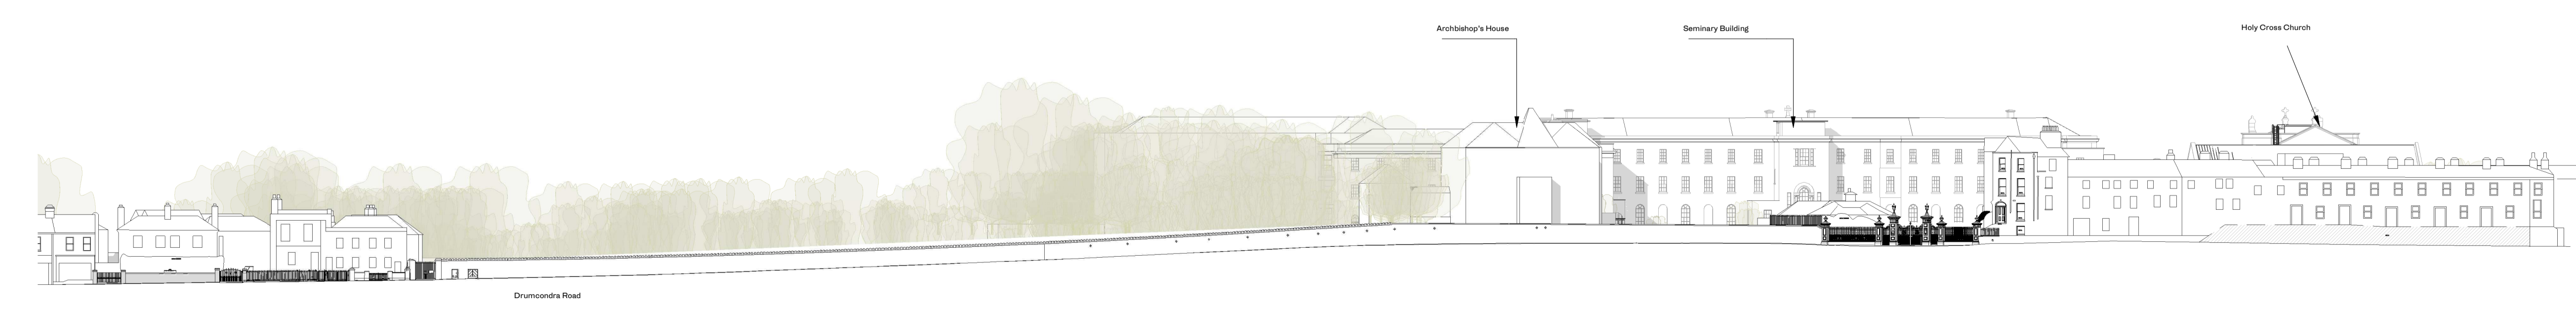 Archbishop's House
Seminary Building
Holy Cross Church
Drumcondra Road